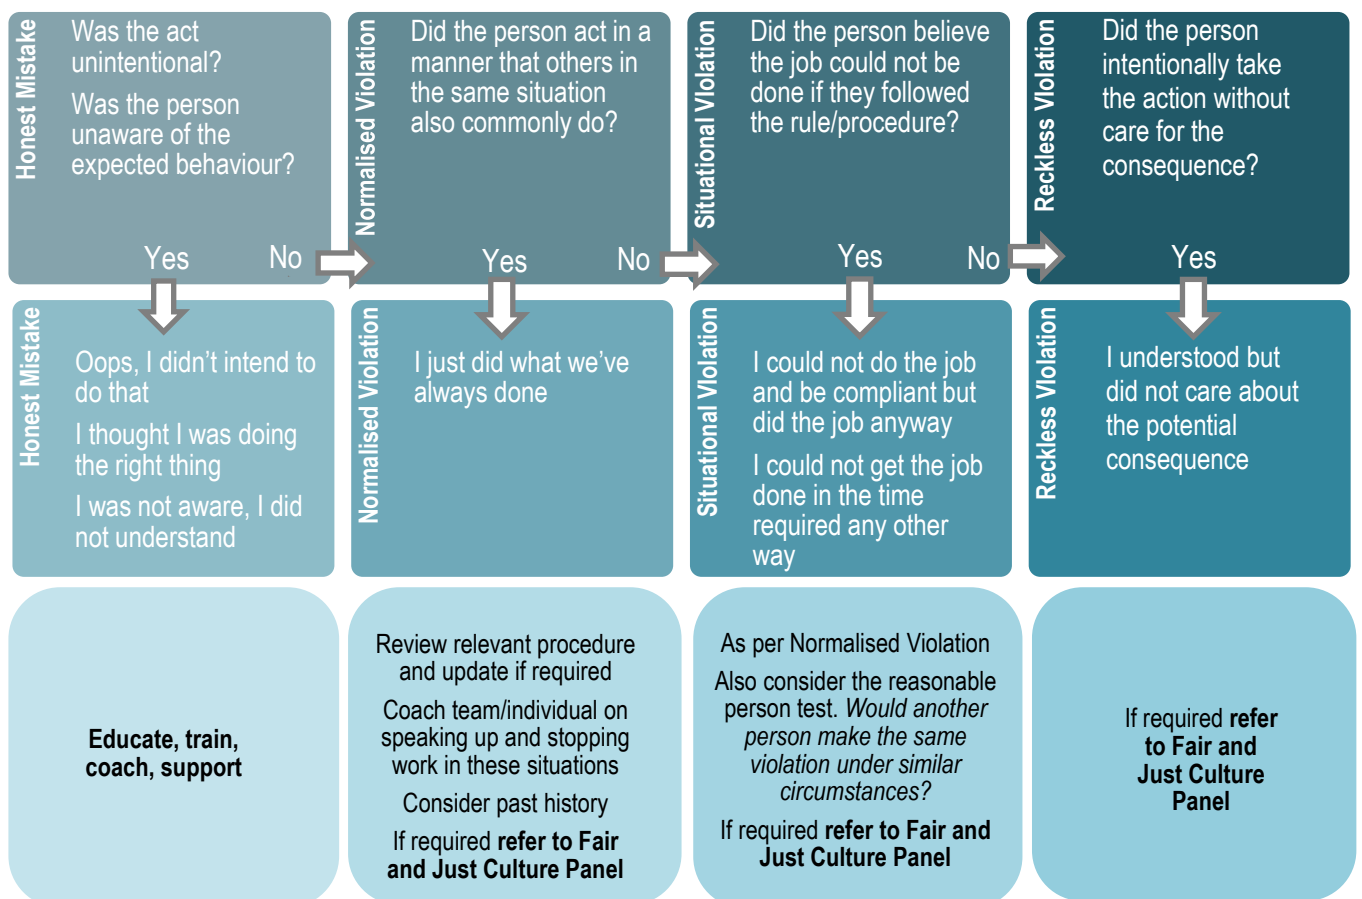 Honest Mistake
Was the act
unintentional?
Was the person
unaware of the
expected behaviour?
Yes
No
Normalised Violation
Did the person act in a
manner that others in
the same situation
also commonly do?
Yes
No
Situational Violation
Did the person believe
the job could not be
done if they followed
the rule/procedure?
Yes
No
Reckless Violation
Did the person
intentionally take
the action without
care for the
consequence?
Yes
Honest Mistake
Oops, I didn't intend to
do that
I thought I was doing
the right thing
I was not aware, I did
not understand
Normalised Violation
I just did what we've
always done
Situational VIolation
I could not do the job
and be compliant but
did the job anyway
I could not get the job
done in the time
required any other
way
Reckless VIolation
I understood but
did not care about
the potential
consequence
Educate, train,
coach, support
Review relevant procedure
and update if required
Coach team/individual on
speaking up and stopping
work in these situations
Consider past history
If required refer to Fair
and Just Culture Panel
As per Normalised Violation
Also consider the reasonable
person test. Would another
person make the same
violation under similar
circumstances?
If required refer to Fair and
Just Culture Panel
If required refer
to Fair and
Just Culture
Panel